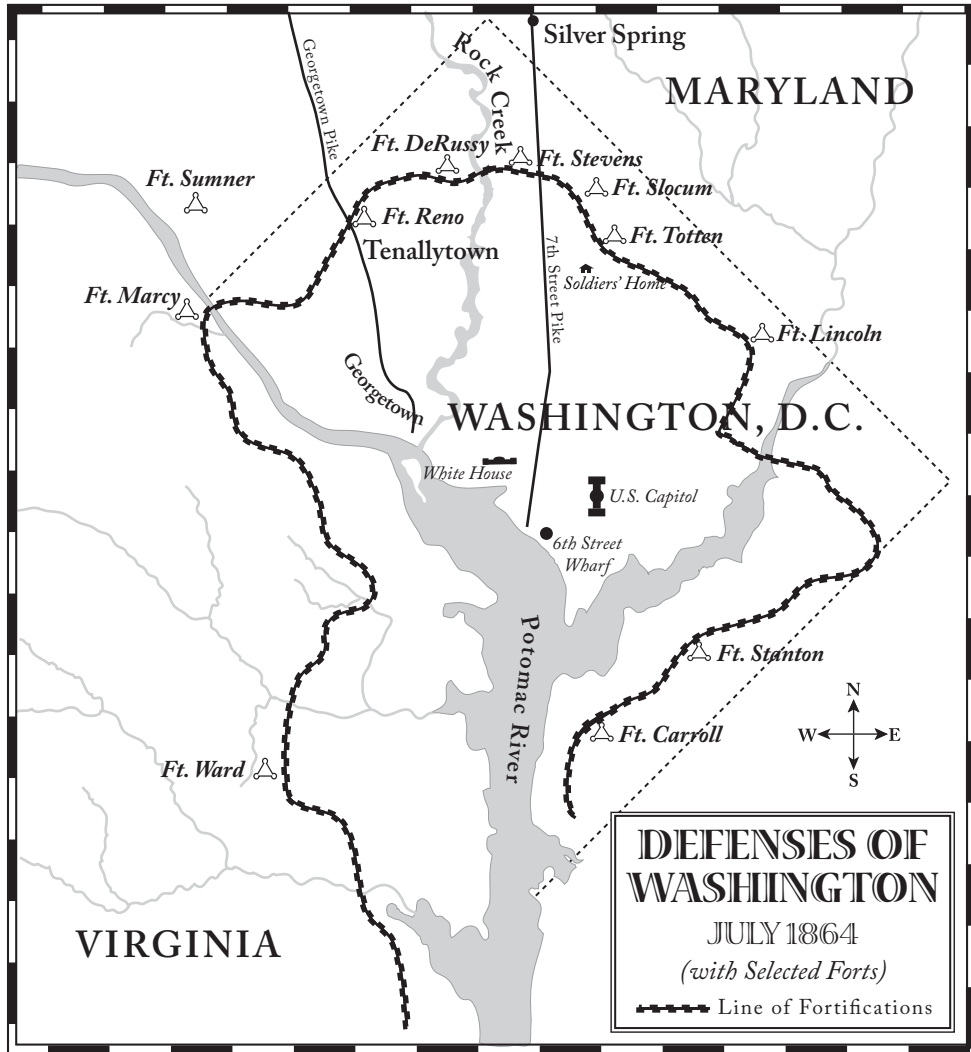 Silver Spring
Georgetown Pike
Rock Creek
MARYLAND
Ft. DeRussy
Ft. Stevens
Ft. Sumner
Ft. Slocum
Ft. Reno
Ft. Totten
Tenallytown
7th Street Pike
Soldiers' Home
Ft. Marcy
Ft. Lincoln
Georgetown
WASHINGTON, D.C.
White House
U.S. Capitol
6th Street
Wharf
Potomac River
Ft. Stanton
N
W
E
S
Ft. Carroll
Ft. Ward
VIRGINIA
DEFENSES OF
WASHINGTON
JULY 1864
(with Selected Forts)
Line of Fortifications